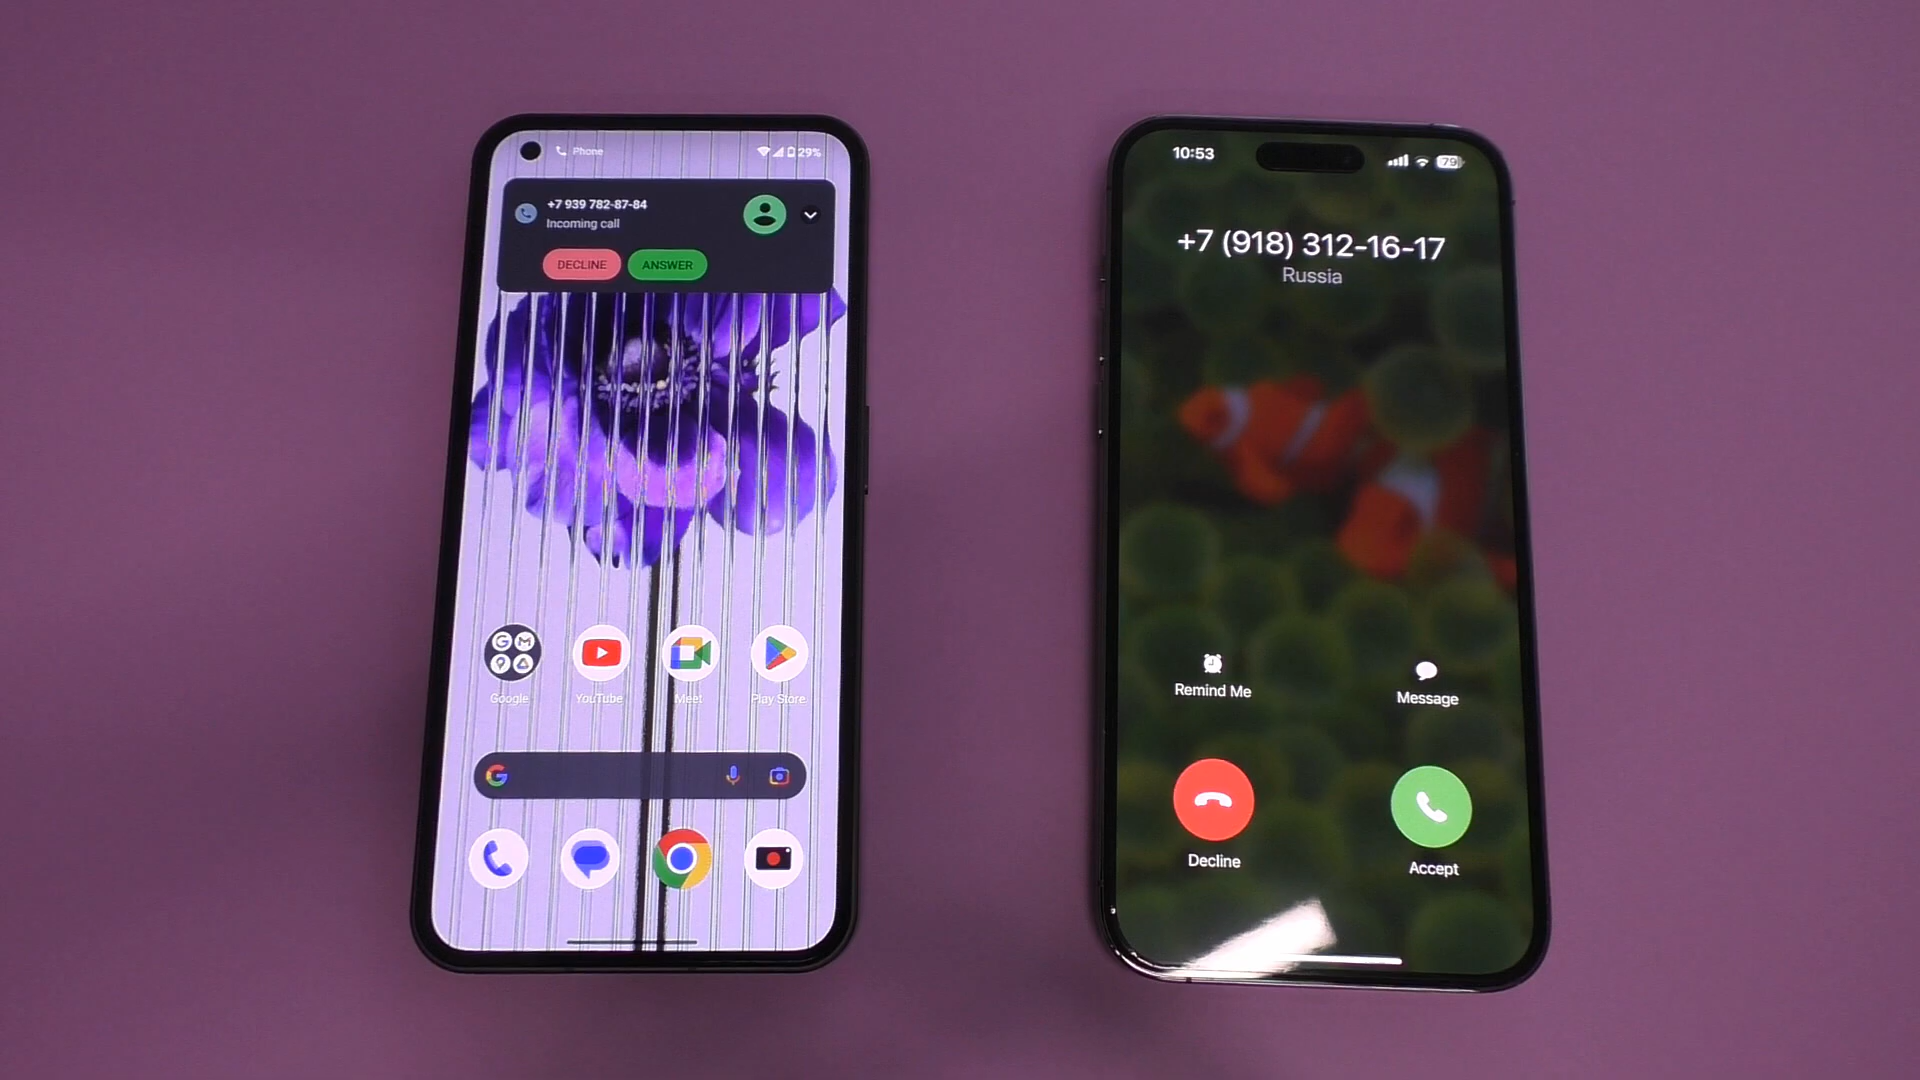 Phone
29%
+7 939 782-87-84
Incoming call
DECLINE ANSWER
Google YouTube Meet Play Store
10:53
79
+7 (918) 312-16-17
Russia
Remind Me Message
Decline Accept